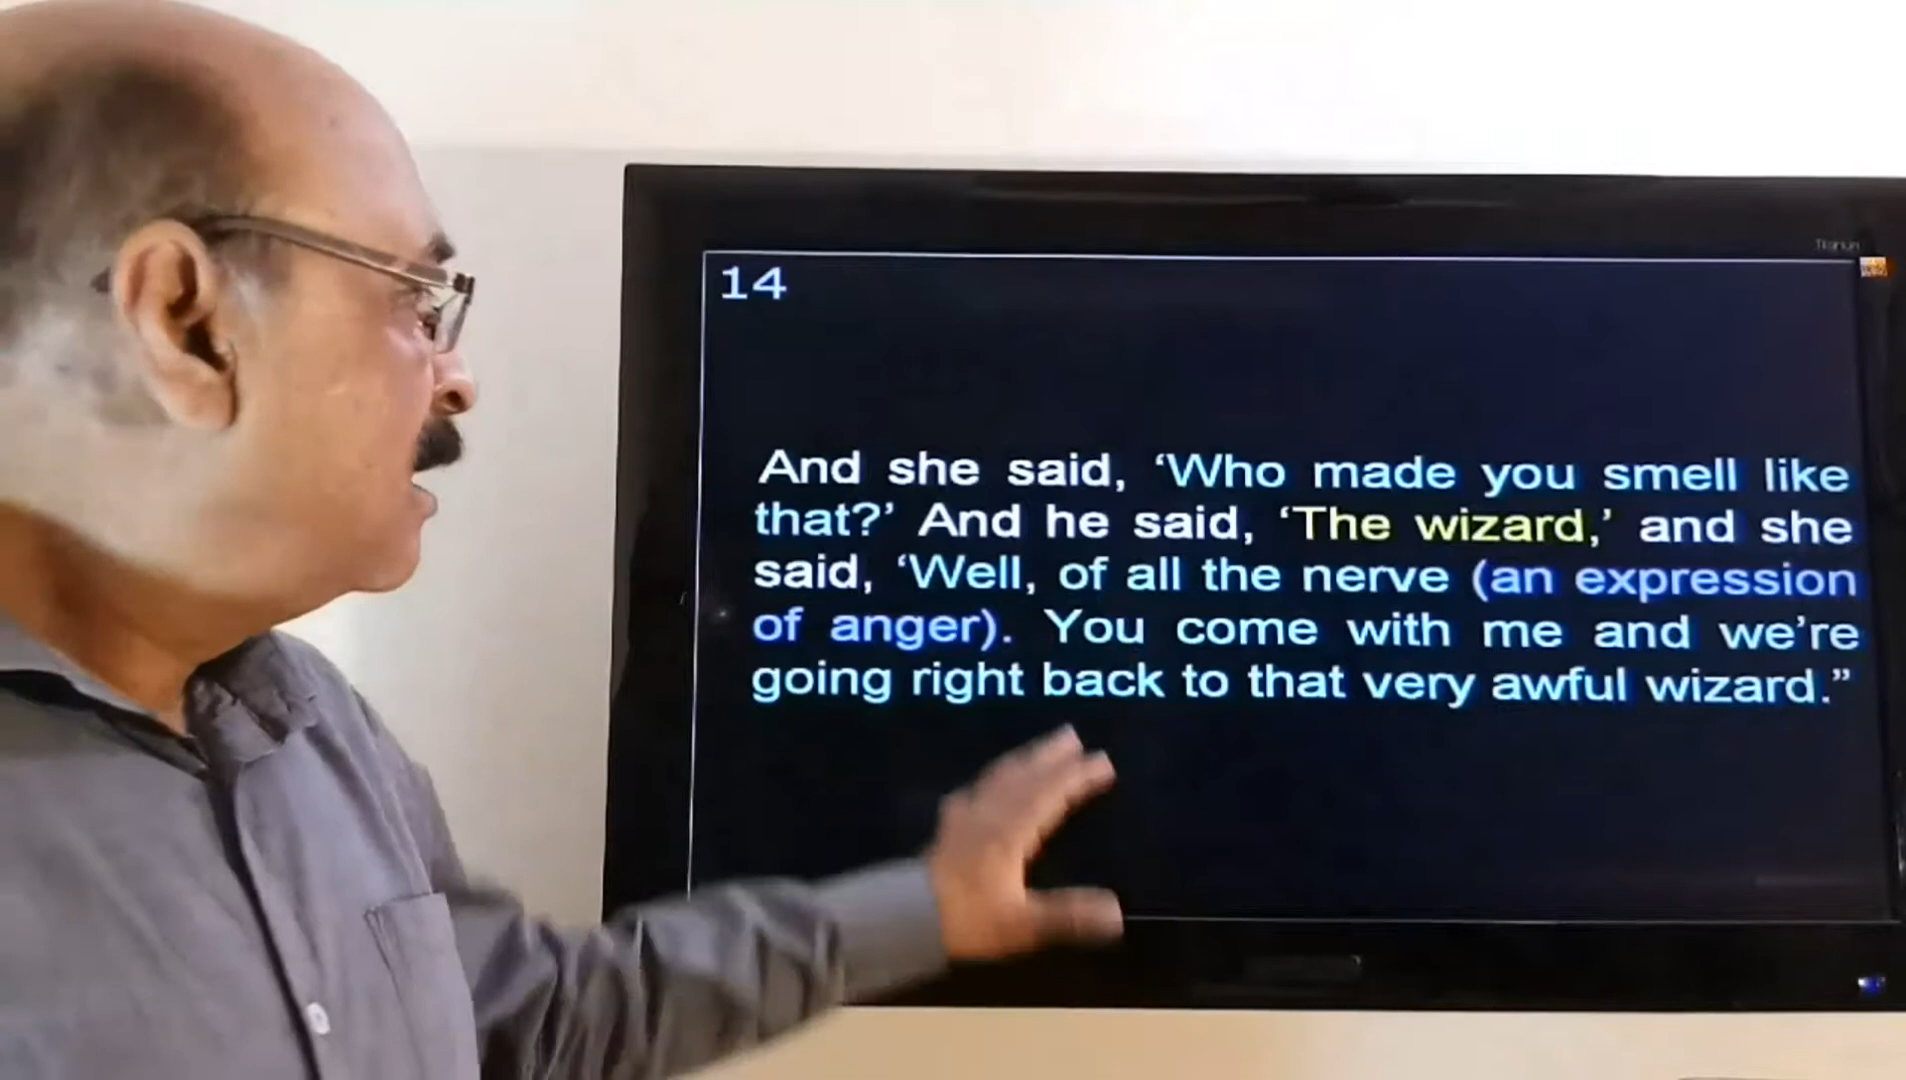 14
And she said, ‘Who made you smell like
that?’ And he said, ‘The wizard,’ and she
said, ‘Well, of all the nerve (an expression
of anger). You come with me and we’re
going right back to that very awful wizard.”